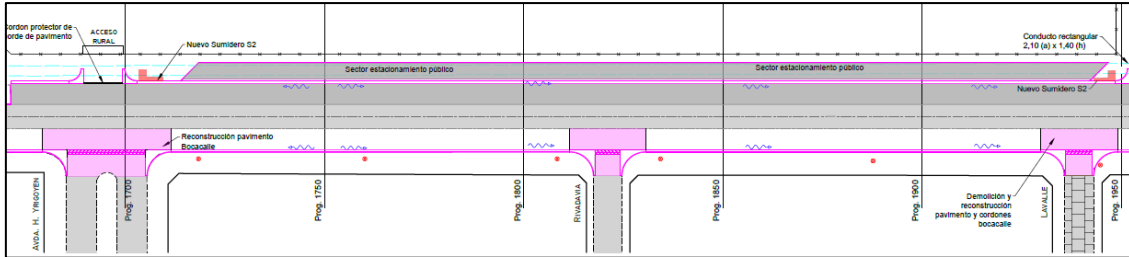 Cordon protector de
borde de pavimento
ACCESO
RURAL
Nuevo Sumidero S2
Sector estacionamiento público
Sector estacionamiento público
Conducto rectangular
2,10 (a) x 1,40 (h)
Nuevo Sumidero S2
Reconstrucción pavimento
Bocacalle
Demolición y
reconstrucción
pavimento y cordones
bocacalle
AVDA. H. YRIGOYEN
Prog. 1700
Prog. 1750
Prog. 1800
RIVADAVIA
Prog. 1850
Prog. 1900
LAVALLE
Prog. 1950